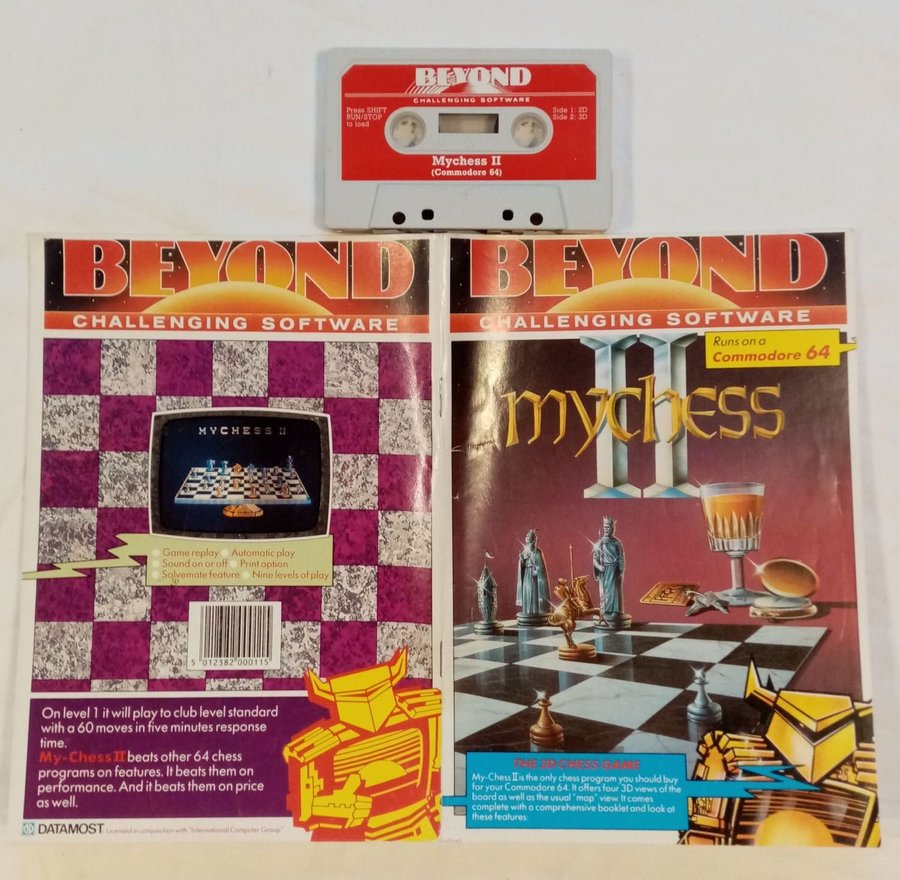 BEYOND
CHALLENGING SOFTWARE
Press SHIFT
RUN/STOP
to load
Side 1: 2D
Side 2: 3D
Mychess II
(Commodore 64)
BEYOND
CHALLENGING SOFTWARE
MYCHESS II
Game replay Automatic play
Sound on or off Print option
Solvemate feature Nine levels of play
5 012382 000115
On level 1 it will play to club level standard
with a 60 moves in five minutes response
time.
My-Chess II beats other 64 chess
programs on features. It beats them on
performance. And it beats them on price
as well.
DATAMOST Licensed in conjunction with "International Computer Group"
BEYOND
CHALLENGING SOFTWARE
Runs on a
Commodore 64
II
mychess
THE 3D CHESS GAME
My-Chess II is the only chess program you should buy
for your Commodore 64. It offers four 3D views of the
board as well as the usual "map" view. It comes
complete with a comprehensive booklet and look at
these features: